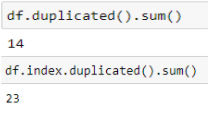 df.duplicated().sum()
14
df.index.duplicated().sum()
23